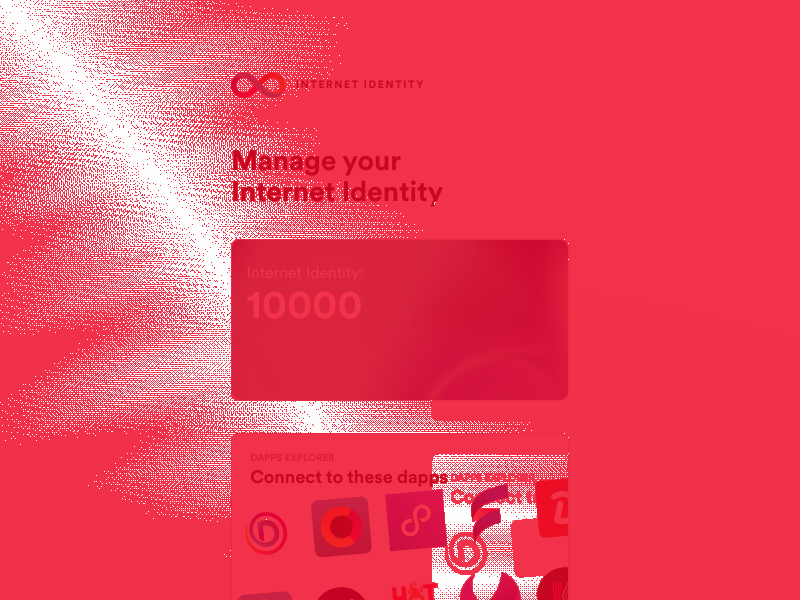 INTERNET IDENTITY
Manage your
Internet Identity
Internet Identity:
10000
DAPPS EXPLORER
Connect to these dapps